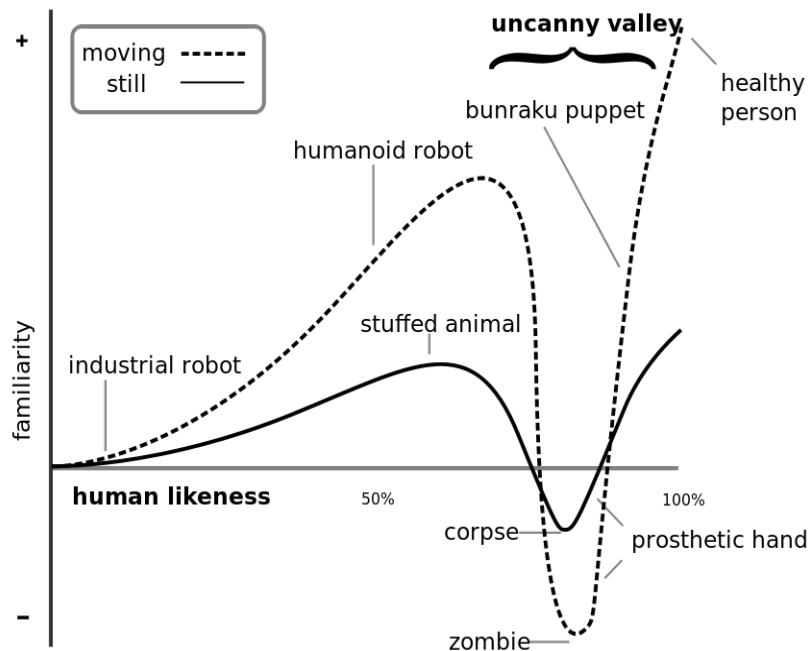 uncanny valley
+
moving
still
healthy
person
bunraku puppet
humanoid robot
stuffed animal
industrial robot
familiarity
human likeness
50%
100%
corpse
prosthetic hand
–
zombie